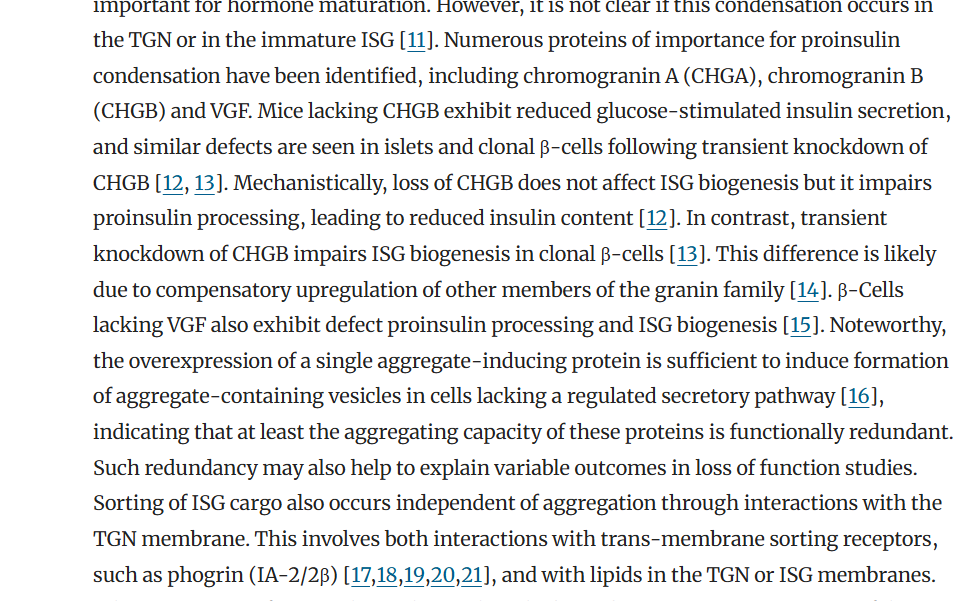 important for hormone maturation. However, it is not clear if this condensation occurs in
the TGN or in the immature ISG [11]. Numerous proteins of importance for proinsulin
condensation have been identified, including chromogranin A (CHGA), chromogranin B
(CHGB) and VGF. Mice lacking CHGB exhibit reduced glucose-stimulated insulin secretion,
and similar defects are seen in islets and clonal β-cells following transient knockdown of
CHGB [12, 13]. Mechanistically, loss of CHGB does not affect ISG biogenesis but it impairs
proinsulin processing, leading to reduced insulin content [12]. In contrast, transient
knockdown of CHGB impairs ISG biogenesis in clonal β-cells [13]. This difference is likely
due to compensatory upregulation of other members of the granin family [14]. β-Cells
lacking VGF also exhibit defect proinsulin processing and ISG biogenesis [15]. Noteworthy,
the overexpression of a single aggregate-inducing protein is sufficient to induce formation
of aggregate-containing vesicles in cells lacking a regulated secretory pathway [16],
indicating that at least the aggregating capacity of these proteins is functionally redundant.
Such redundancy may also help to explain variable outcomes in loss of function studies.
Sorting of ISG cargo also occurs independent of aggregation through interactions with the
TGN membrane. This involves both interactions with trans-membrane sorting receptors,
such as phogrin (IA-2/2β) [17,18,19,20,21], and with lipids in the TGN or ISG membranes.